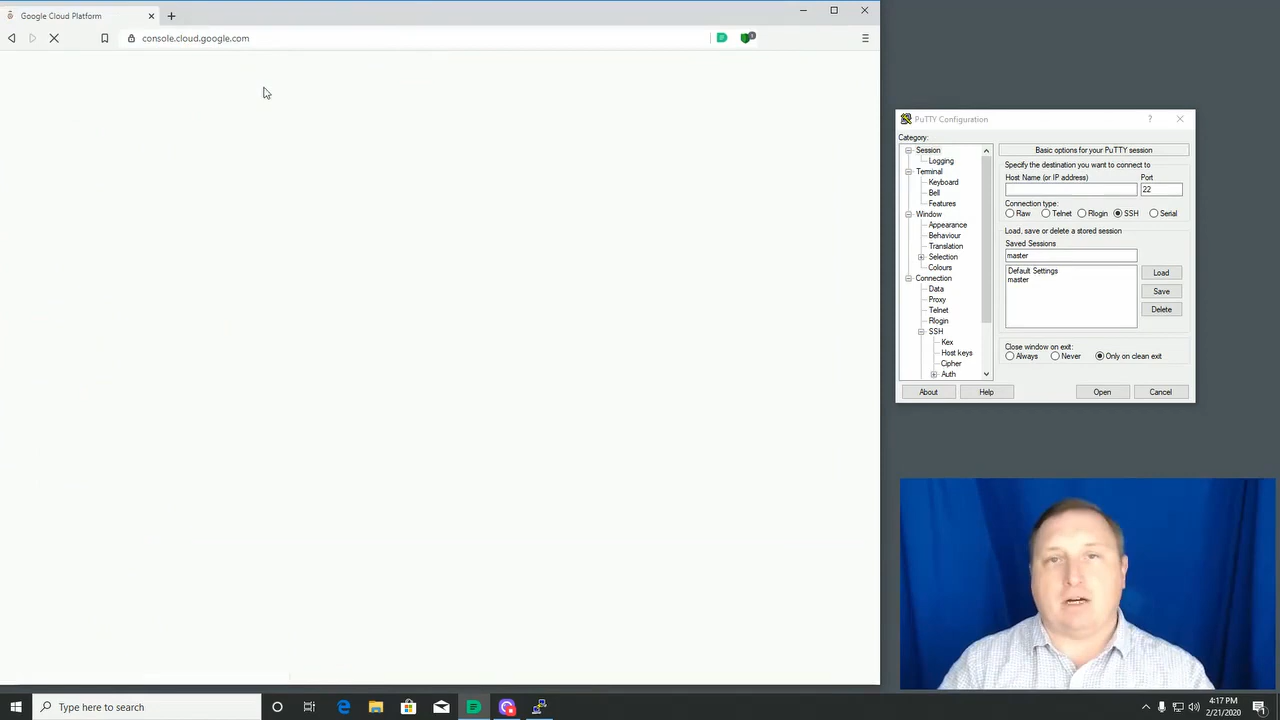 Google Cloud Platform
console.cloud.google.com
PuTTY Configuration
Category:
Session
Logging
Terminal
Keyboard
Bell
Features
Window
Appearance
Behaviour
Translation
Selection
Colours
Connection
Data
Proxy
Telnet
Rlogin
SSH
Kex
Host keys
Cipher
Auth
Basic options for your PuTTY session
Specify the destination you want to connect to
Host Name (or IP address) Port
22
Connection type:
Raw Telnet Rlogin SSH Serial
Load, save or delete a stored session
Saved Sessions
master
Default Settings
master
Load
Save
Delete
Close window on exit:
Always Never Only on clean exit
About Help Open Cancel
Type here to search
4:17 PM
2/21/2020